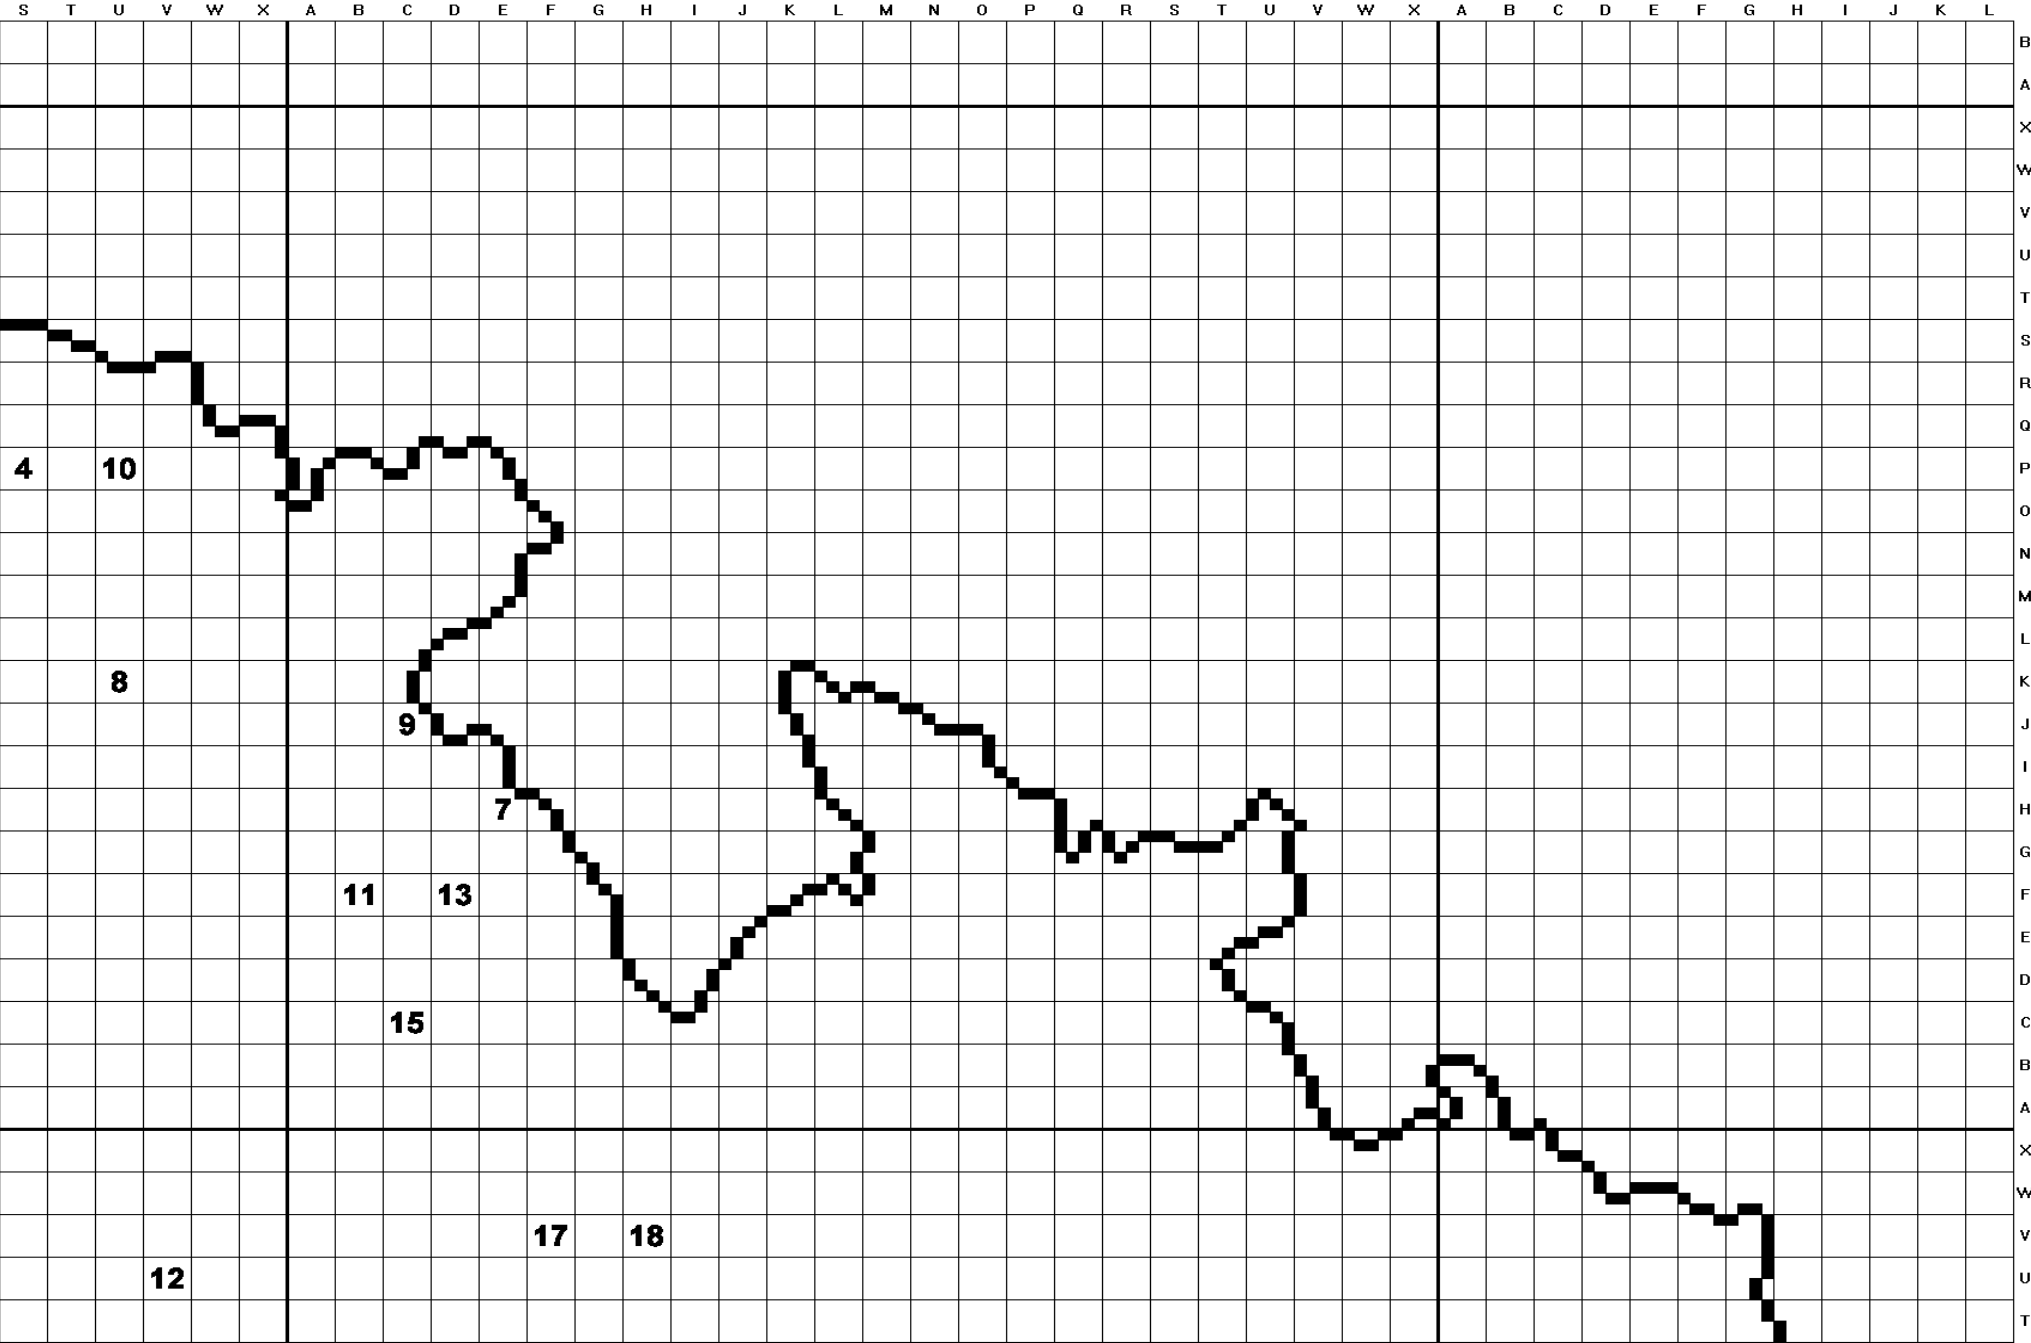 S T U V W X A B C D E F G H I J K L M N O P Q R S T U V W X A B C D E F G H I J K L
B
A
X
W
V
U
T
S
R
Q
4 10 P
O
N
M
L
8 K
9 J
I
7 H
G
11 13 F
E
D
15 C
B
A
X
W
17 18 V
12 U
T